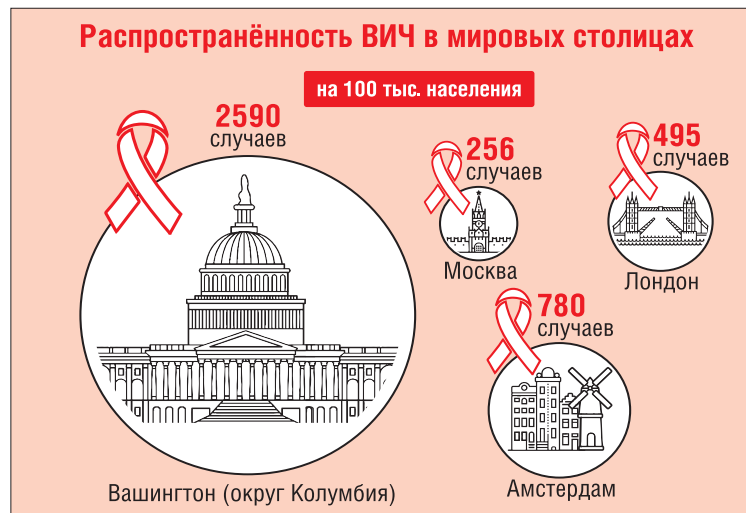 Распространённость ВИЧ в мировых столицах
на 100 тыс. населения
2590
случаев
Вашингтон (округ Колумбия)
256
случаев
Москва
495
случаев
Лондон
780
случаев
Амстердам